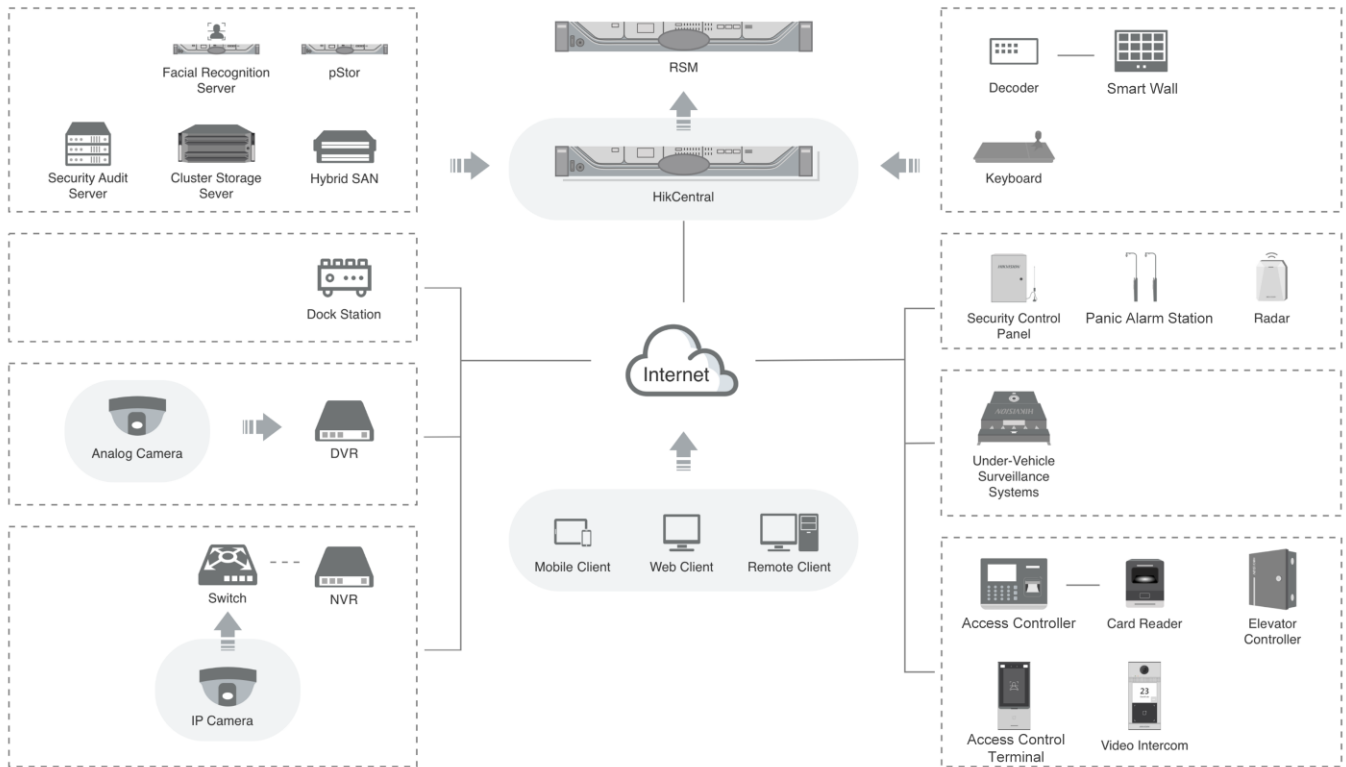 Facial Recognition
Server
pStor
Security Audit
Server
Cluster Storage
Sever
Hybrid SAN
RSM
HikCentral
Decoder
Smart Wall
Keyboard
Dock Station
Security Control
Panel
Panic Alarm Station
Radar
Internet
Analog Camera
DVR
HIKVISION
Under-Vehicle
Surveillance
Systems
Mobile Client
Web Client
Remote Client
Switch
NVR
IP Camera
Access Controller
Card Reader
Elevator
Controller
23
Access Control
Terminal
Video Intercom